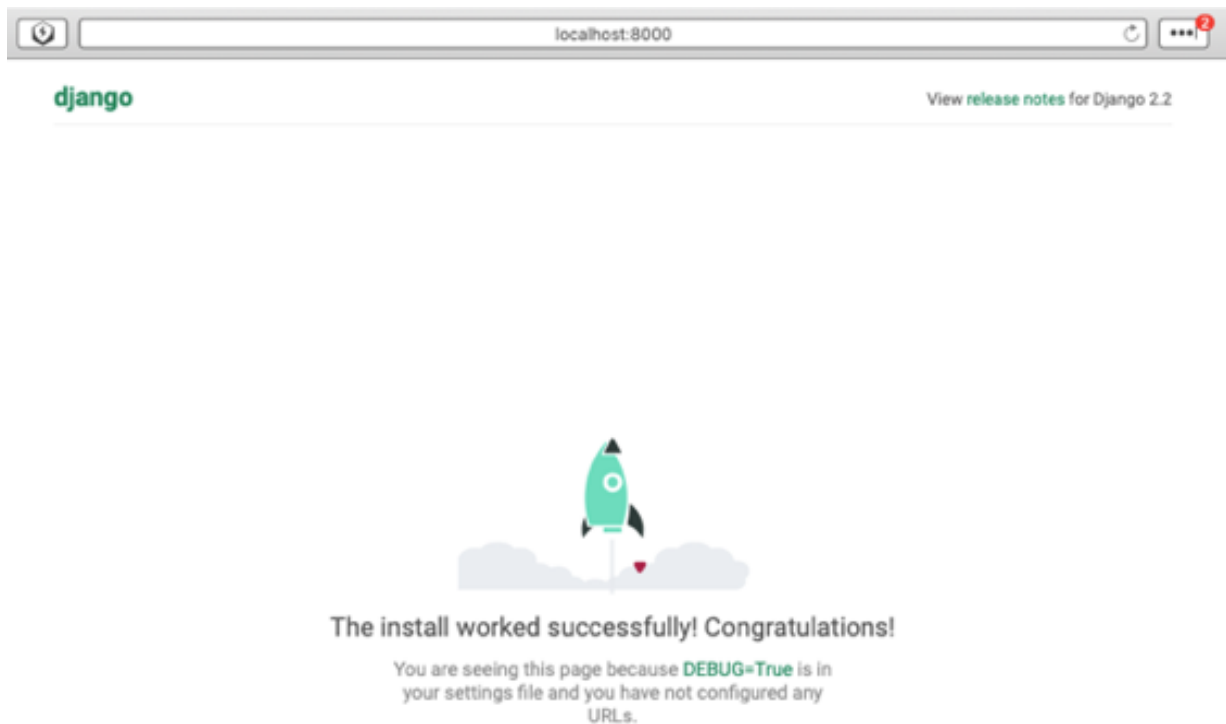 localhost:8000
2
django
View release notes for Django 2.2
The install worked successfully! Congratulations!
You are seeing this page because DEBUG=True is in
your settings file and you have not configured any
URLs.